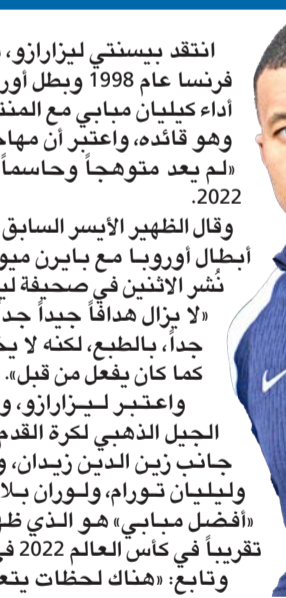 انتقد بيسنتي ليزارازو،
فرنسا عام 1998 وبطل أور
أداء كيليان مبابي مع المنت
وهو قائده، واعتبر أن مهاج
«لم يعد متوهجاً وحاسماً
2022.
وقال الظهير الأيسر السابق
أبطال أوروبا مع بايرن ميو
نُشر الاثنين في صحيفة لي
«لا يزال هدافاً جيداً جد
جداً، بالطبع، لكنه لا يخ
كما كان يفعل من قبل».
واعتبر ليزارازو، و
الجيل الذهبي لكرة القدم
جانب زين الدين زيدان، و
وليليان تورام، ولوران بلا
«أفضل مبابي» هو الذي ظه
تقريباً في كأس العالم 2022 في
وتابع: «هناك لحظات يتع